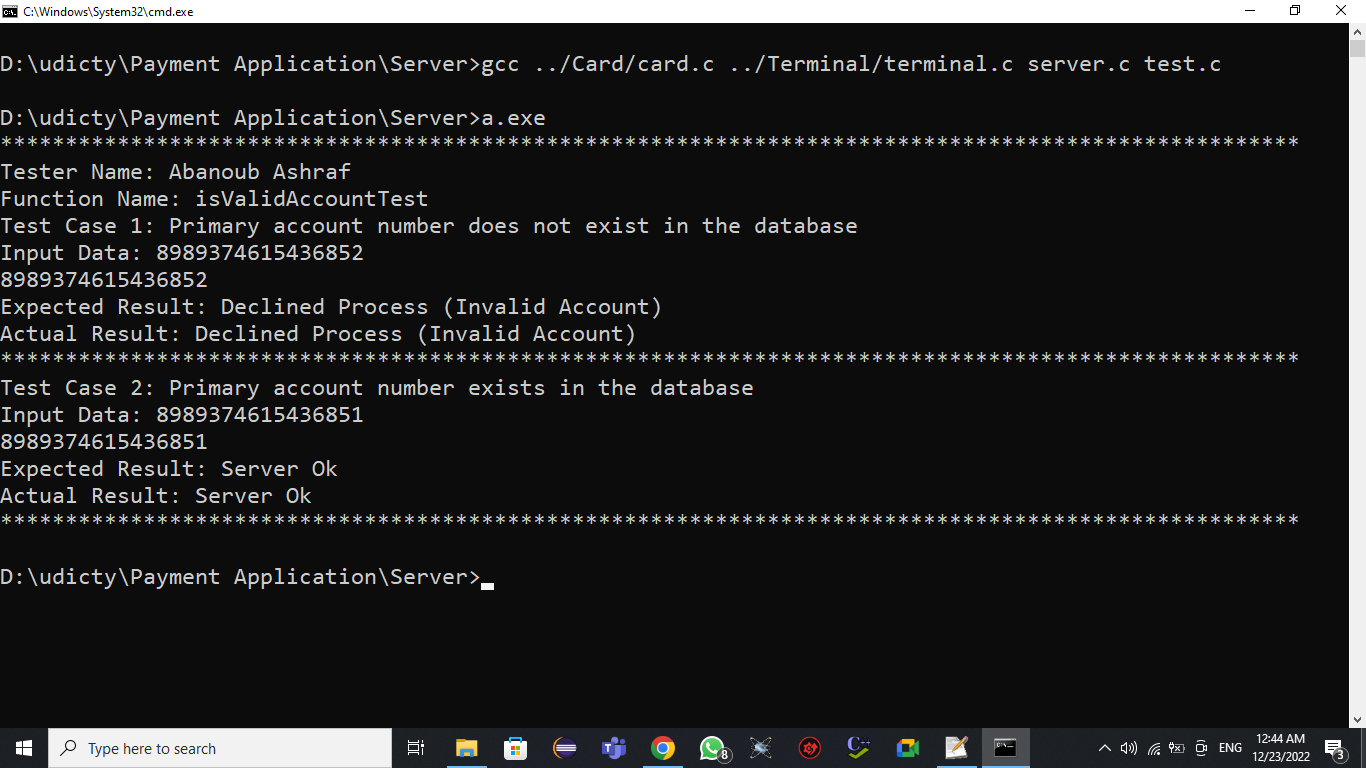 C:\Windows\System32\cmd.exe
D:\udicty\Payment Application\Server>gcc ../Card/card.c ../Terminal/terminal.c server.c test.c
D:\udicty\Payment Application\Server>a.exe
****************************************************************************************************
Tester Name: Abanoub Ashraf
Function Name: isValidAccountTest
Test Case 1: Primary account number does not exist in the database
Input Data: 8989374615436852
8989374615436852
Expected Result: Declined Process (Invalid Account)
Actual Result: Declined Process (Invalid Account)
****************************************************************************************************
Test Case 2: Primary account number exists in the database
Input Data: 8989374615436851
8989374615436851
Expected Result: Server Ok
Actual Result: Server Ok
****************************************************************************************************
D:\udicty\Payment Application\Server>
Type here to search
8
ENG
12:44 AM
12/23/2022
3